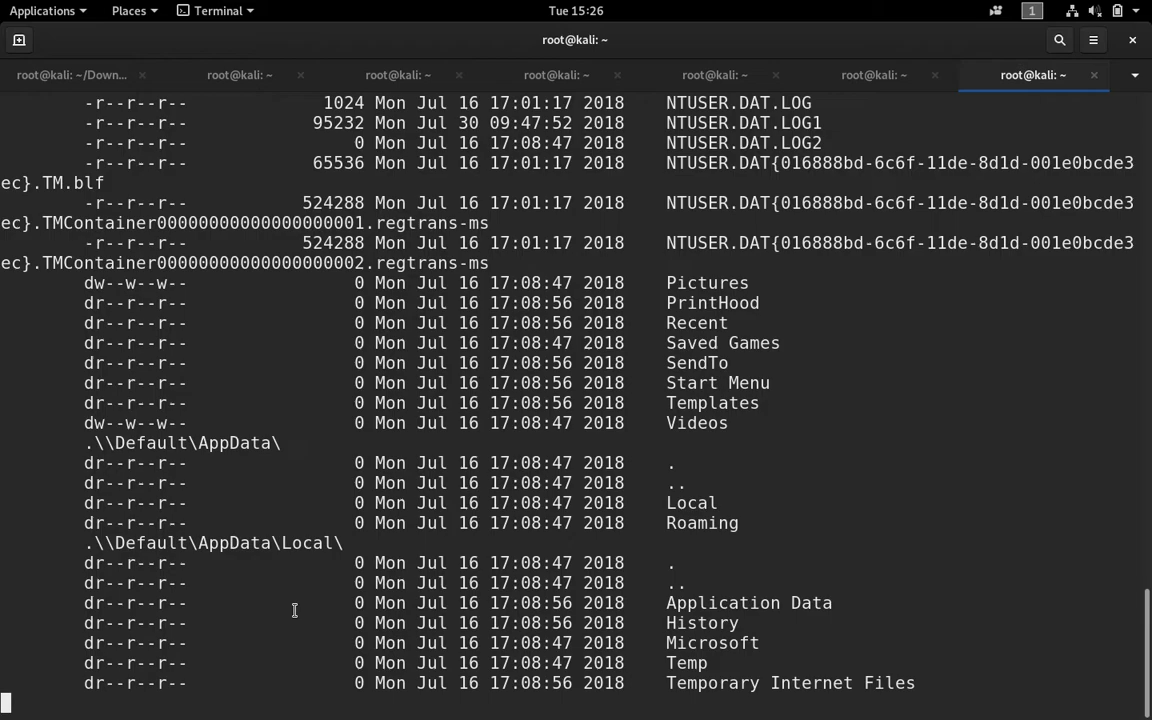 Applications Places Terminal Tue 15:26 1
root@kali: ~
root@kali: ~/Down... root@kali: ~ root@kali: ~ root@kali: ~ root@kali: ~ root@kali: ~ root@kali: ~
-r--r--r-- 1024 Mon Jul 16 17:01:17 2018 NTUSER.DAT.LOG
-r--r--r-- 95232 Mon Jul 30 09:47:52 2018 NTUSER.DAT.LOG1
-r--r--r-- 0 Mon Jul 16 17:08:47 2018 NTUSER.DAT.LOG2
-r--r--r-- 65536 Mon Jul 16 17:01:17 2018 NTUSER.DAT{016888bd-6c6f-11de-8d1d-001e0bcde3
ec}.TM.blf
-r--r--r-- 524288 Mon Jul 16 17:01:17 2018 NTUSER.DAT{016888bd-6c6f-11de-8d1d-001e0bcde3
ec}.TMContainer00000000000000000001.regtrans-ms
-r--r--r-- 524288 Mon Jul 16 17:01:17 2018 NTUSER.DAT{016888bd-6c6f-11de-8d1d-001e0bcde3
ec}.TMContainer00000000000000000002.regtrans-ms
dw--w--w-- 0 Mon Jul 16 17:08:47 2018 Pictures
dr--r--r-- 0 Mon Jul 16 17:08:56 2018 PrintHood
dr--r--r-- 0 Mon Jul 16 17:08:56 2018 Recent
dr--r--r-- 0 Mon Jul 16 17:08:47 2018 Saved Games
dr--r--r-- 0 Mon Jul 16 17:08:56 2018 SendTo
dr--r--r-- 0 Mon Jul 16 17:08:56 2018 Start Menu
dr--r--r-- 0 Mon Jul 16 17:08:56 2018 Templates
dw--w--w-- 0 Mon Jul 16 17:08:47 2018 Videos
.\\Default\AppData\
dr--r--r-- 0 Mon Jul 16 17:08:47 2018 .
dr--r--r-- 0 Mon Jul 16 17:08:47 2018 ..
dr--r--r-- 0 Mon Jul 16 17:08:47 2018 Local
dr--r--r-- 0 Mon Jul 16 17:08:47 2018 Roaming
.\\Default\AppData\Local\
dr--r--r-- 0 Mon Jul 16 17:08:47 2018 .
dr--r--r-- 0 Mon Jul 16 17:08:47 2018 ..
dr--r--r-- 0 Mon Jul 16 17:08:56 2018 Application Data
dr--r--r-- 0 Mon Jul 16 17:08:56 2018 History
dr--r--r-- 0 Mon Jul 16 17:08:47 2018 Microsoft
dr--r--r-- 0 Mon Jul 16 17:08:47 2018 Temp
dr--r--r-- 0 Mon Jul 16 17:08:56 2018 Temporary Internet Files